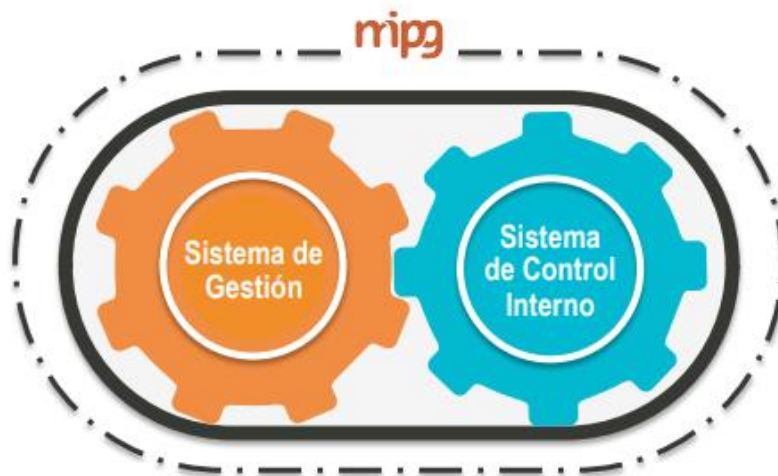 mipg
Sistema de
Gestión
Sistema
de Control
Interno